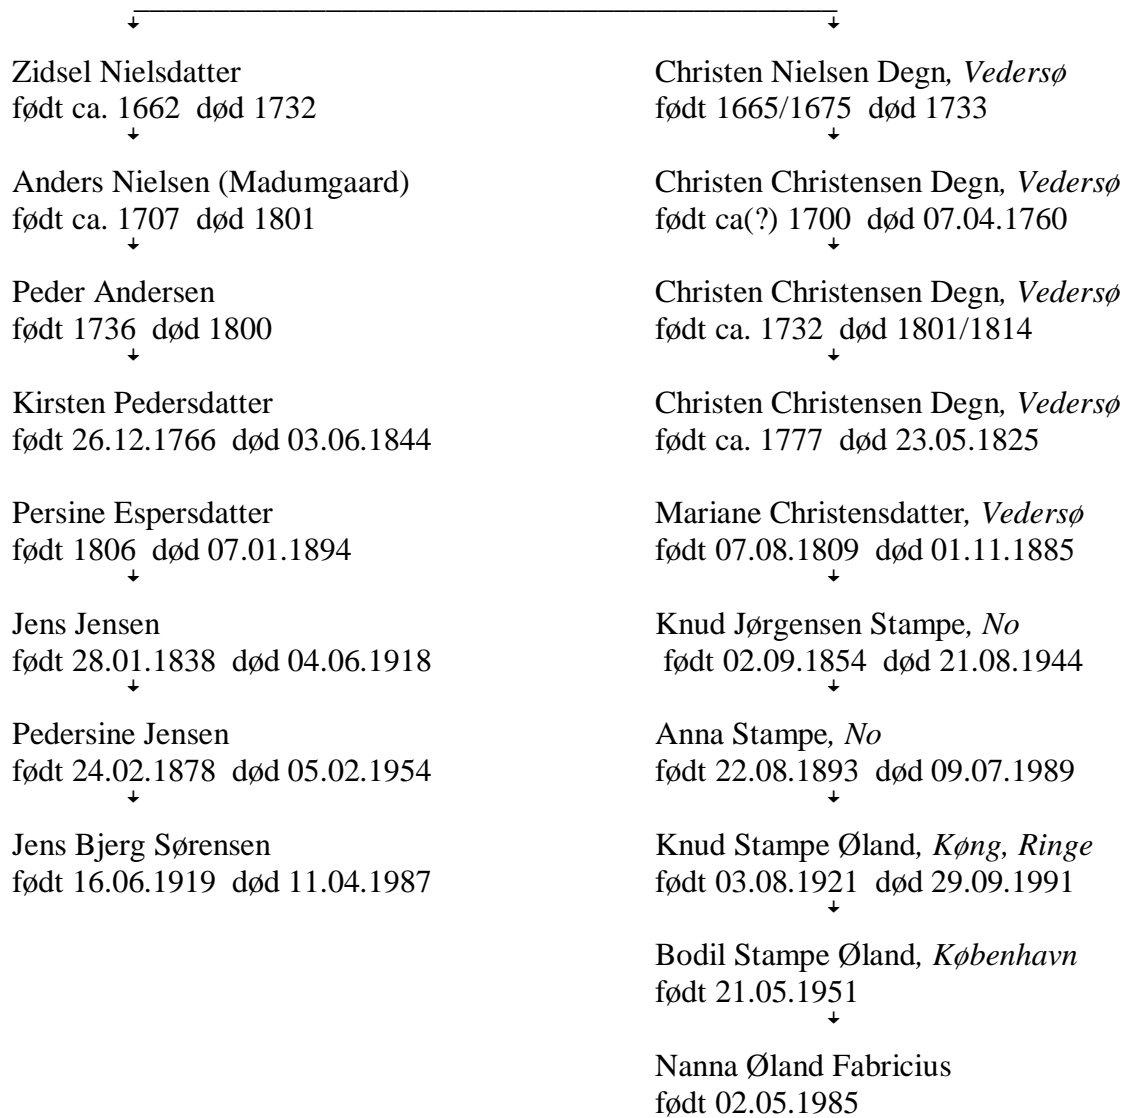 Zidsel Nielsdatter
født ca. 1662 død 1732
Anders Nielsen (Madumgaard)
født ca. 1707 død 1801
Peder Andersen
født 1736 død 1800
Kirsten Pedersdatter
født 26.12.1766 død 03.06.1844
Persine Espersdatter
født 1806 død 07.01.1894
Jens Jensen
født 28.01.1838 død 04.06.1918
Pedersine Jensen
født 24.02.1878 død 05.02.1954
Jens Bjerg Sørensen
født 16.06.1919 død 11.04.1987
Christen Nielsen Degn, Vedersø
født 1665/1675 død 1733
Christen Christensen Degn, Vedersø
født ca(?) 1700 død 07.04.1760
Christen Christensen Degn, Vedersø
født ca. 1732 død 1801/1814
Christen Christensen Degn, Vedersø
født ca. 1777 død 23.05.1825
Mariane Christensdatter, Vedersø
født 07.08.1809 død 01.11.1885
Knud Jørgensen Stampe, No
født 02.09.1854 død 21.08.1944
Anna Stampe, No
født 22.08.1893 død 09.07.1989
Knud Stampe Øland, Køng, Ringe
født 03.08.1921 død 29.09.1991
Bodil Stampe Øland, København
født 21.05.1951
Nanna Øland Fabricius
født 02.05.1985